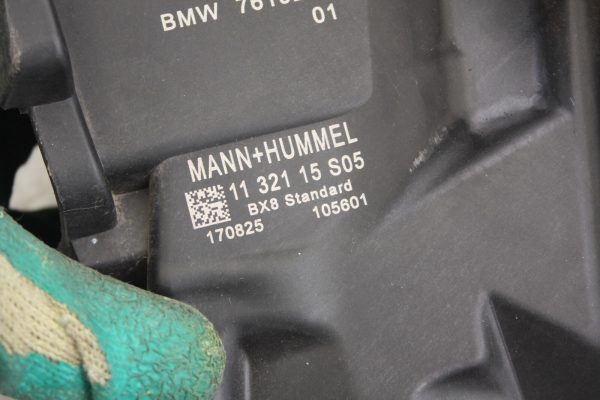 BMW
01
MANN+HUMMEL
11 321 15 S05
BX8 Standard
170825 105601